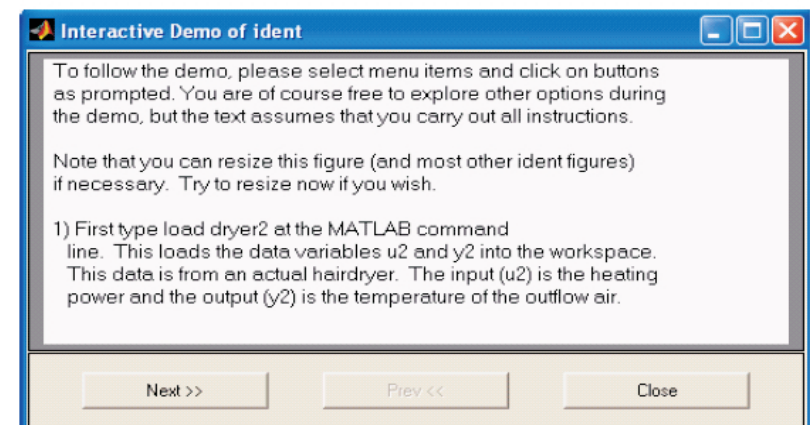 Interactive Demo of ident
To follow the demo, please select menu items and click on buttons
as prompted. You are of course free to explore other options during
the demo, but the text assumes that you carry out all instructions.
Note that you can resize this figure (and most other ident figures)
if necessary. Try to resize now if you wish.
1) First type load dryer2 at the MATLAB command
line. This loads the data variables u2 and y2 into the workspace.
This data is from an actual hairdryer. The input (u2) is the heating
power and the output (y2) is the temperature of the outflow air.
Next >> Prev << Close